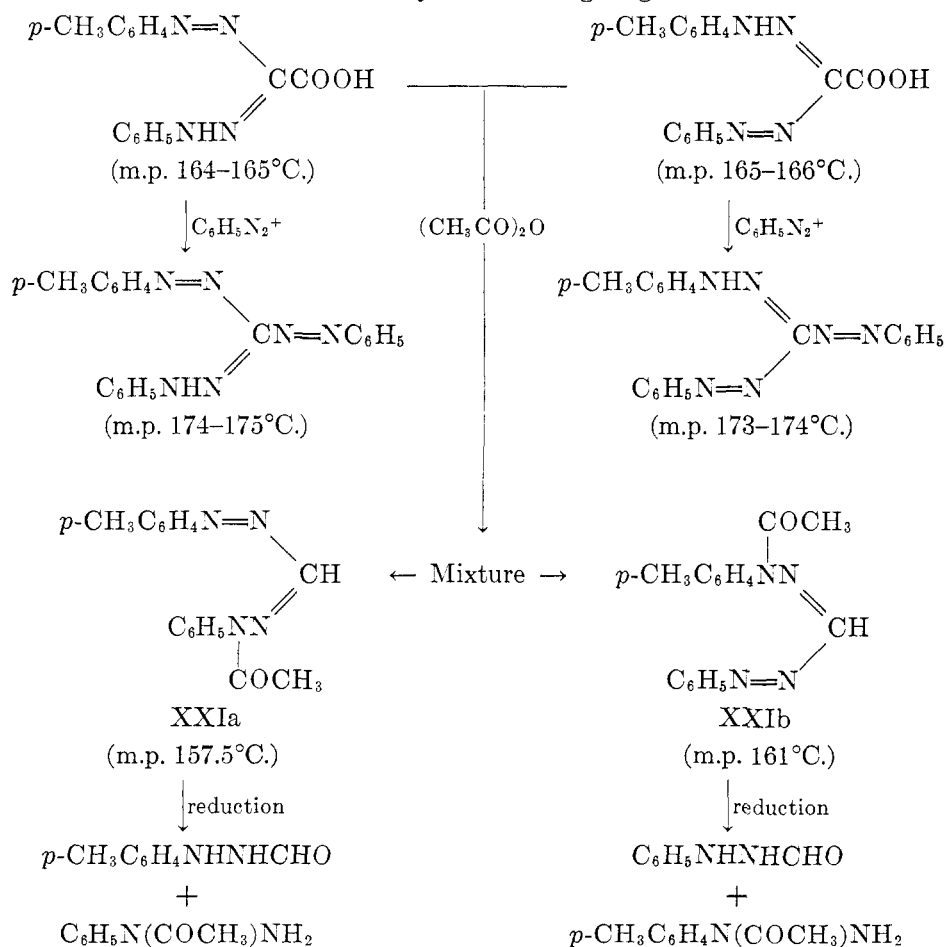 p-CH₃C₆H₄N=N p-CH₃C₆H₄NHN
CCOOH CCOOH
C₆H₅NHN C₆H₅N=N
(m.p. 164–165°C.) (m.p. 165–166°C.)
C₆H₅N₂⁺ (CH₃CO)₂O C₆H₅N₂⁺
p-CH₃C₆H₄N=N p-CH₃C₆H₄NHN
CN=NC₆H₅ CN=NC₆H₅
C₆H₅NHN C₆H₅N=N
(m.p. 174–175°C.) (m.p. 173–174°C.)
COCH₃
p-CH₃C₆H₄N=N p-CH₃C₆H₄NN
CH ← Mixture → CH
C₆H₅NN C₆H₅N=N
COCH₃
XXIa XXIb
(m.p. 157.5°C.) (m.p. 161°C.)
reduction reduction
p-CH₃C₆H₄NHNHCHO C₆H₅NHNHCHO
+ +
C₆H₅N(COCH₃)NH₂ p-CH₃C₆H₄N(COCH₃)NH₂